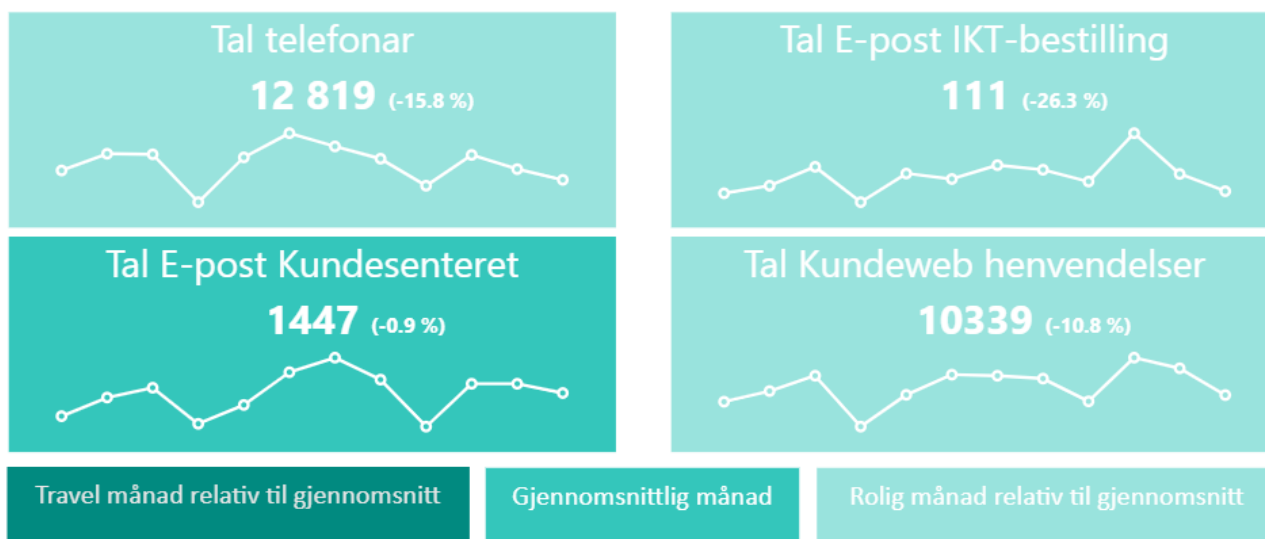 Tal telefonar
12 819 (-15.8 %)
Tal E-post IKT-bestilling
111 (-26.3 %)
Tal E-post Kundesenteret
1447 (-0.9 %)
Tal Kundeweb henvendelser
10339 (-10.8 %)
Travel månad relativ til gjennomsnitt
Gjennomsnittlig månad
Rolig månad relativ til gjennomsnitt